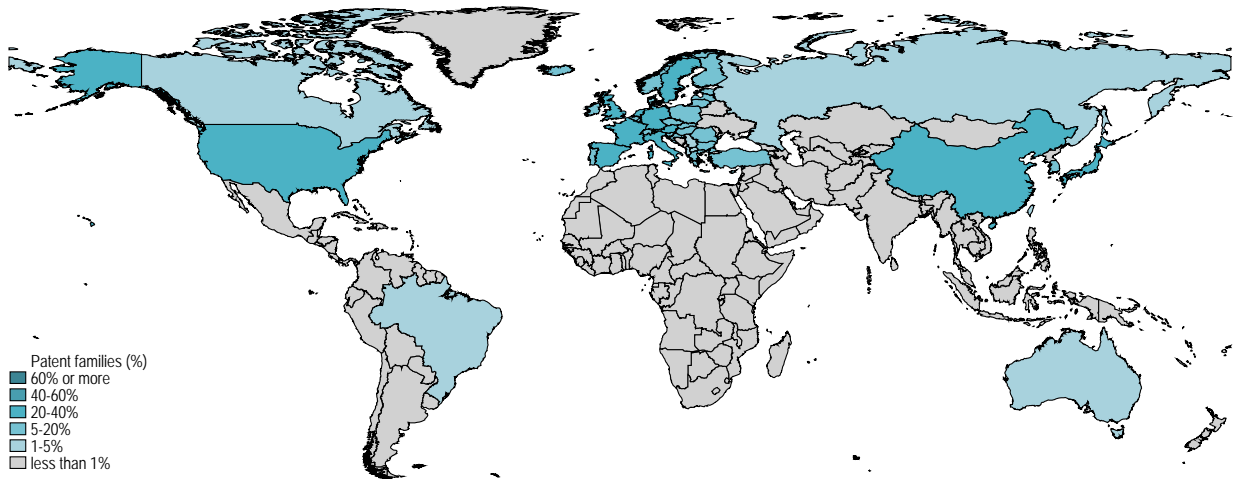 Patent families (%)
60% or more
40-60%
20-40%
5-20%
1-5%
less than 1%